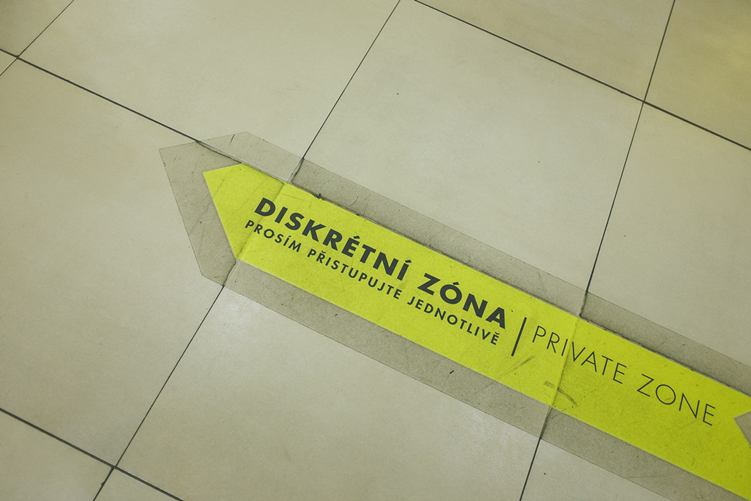 DISKRÉTNÍ ZÓNA
PROSÍM PŘISTUPUJTE JEDNOTLIVĚ
PRIVATE ZONE